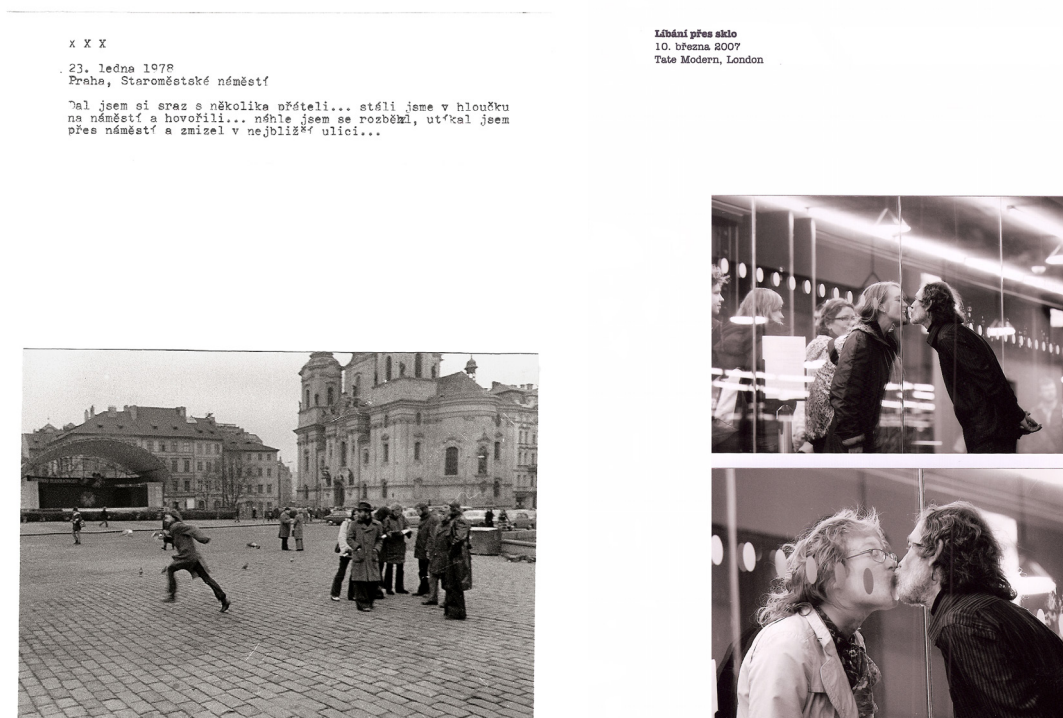 x X X
23. ledna 1978
Praha, Staroměstské náměstí
Dal jsem si sraz s několika přáteli... stáli jsme v hloučku
na náměstí a hovořili... náhle jsem se rozběhl, utíkal jsem
přes náměstí a zmizel v nejbližší ulici...
Líbání přes sklo
10. března 2007
Tate Modern, London